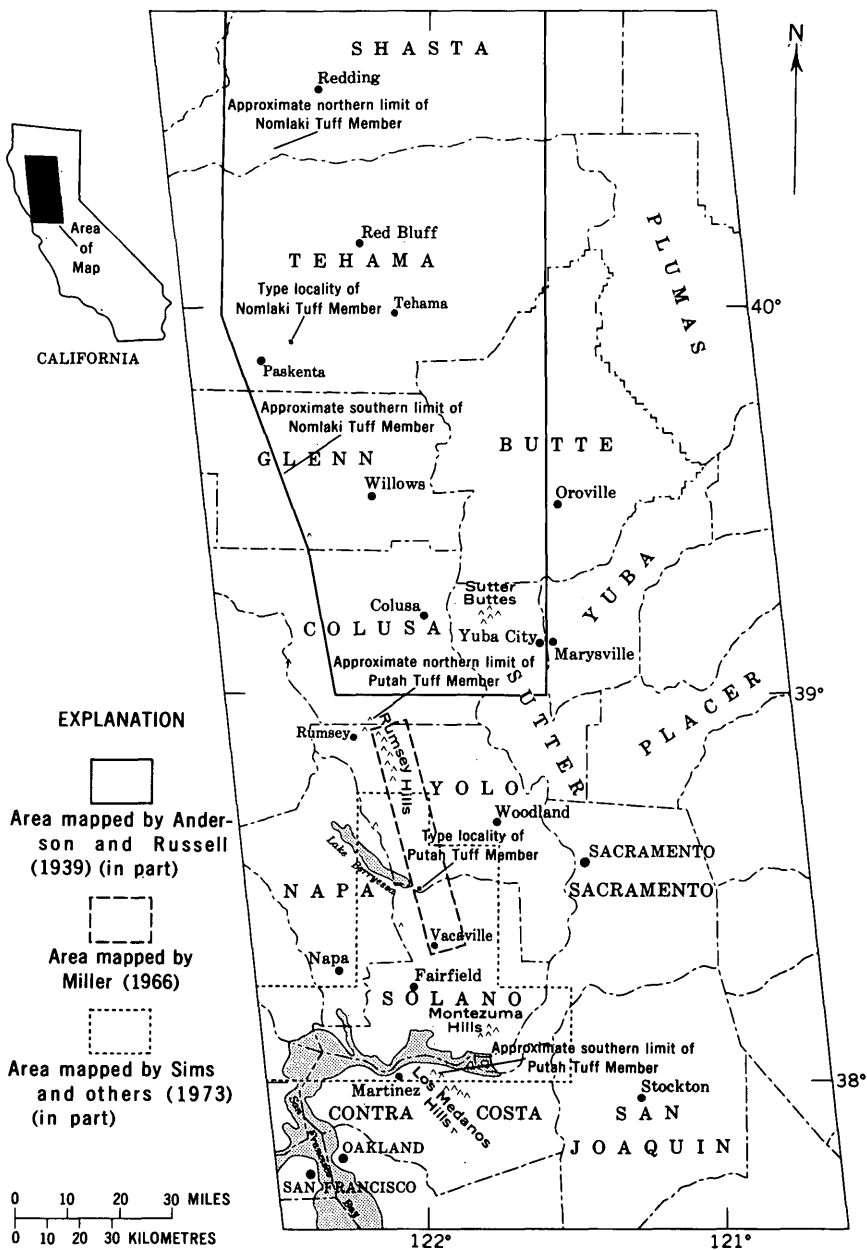 N
SHASTA
Redding
Approximate northern limit of
Nomlaki Tuff Member
Area
of
Map
CALIFORNIA
PLUMAS
Red Bluff
TEHAMA
Type locality of
Nomlaki Tuff Member
Tehama
40°
Paskenta
Approximate southern limit of
Nomlaki Tuff Member
GLENN
BUTTE
Willows
Oroville
Sutter
Buttes
YUBA
Colusa
COLUSA
Yuba City
Marysville
Approximate northern limit of
Putah Tuff Member
39°
SUTTER
PLACER
Rumsey
Rumsey Hills
YOLO
Woodland
Type locality of
Putah Tuff Member
Lake Berryessa
SACRAMENTO
SACRAMENTO
NAPA
Vacaville
Napa
Fairfield
SOLANO
Montezuma
Hills
Approximate southern limit of
Putah Tuff Member
38°
Martinez
Los Medanos
Hills
Stockton
CONTRA COSTA
SAN
JOAQUIN
OAKLAND
SAN FRANCISCO
San Francisco Bay
122°
121°
EXPLANATION
Area mapped by Ander-
son and Russell
(1939) (in part)
Area mapped by
Miller (1966)
Area mapped by Sims
and others (1973)
(in part)
0 10 20 30 MILES
0 10 20 30 KILOMETRES